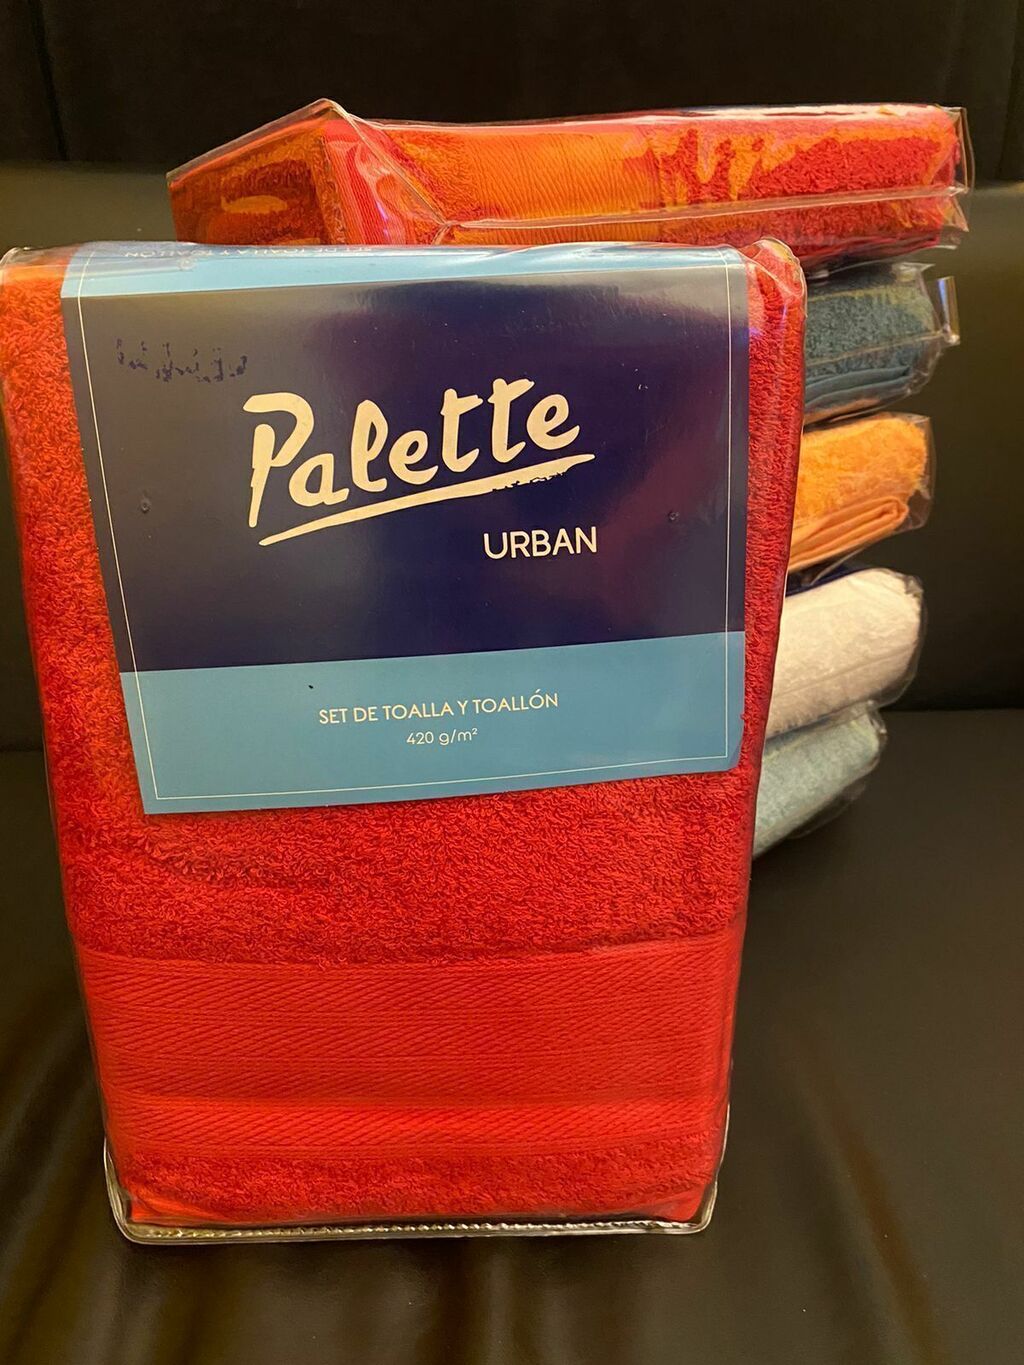 Palette
URBAN
SET DE TOALLA Y TOALLÓN
420 g/m²